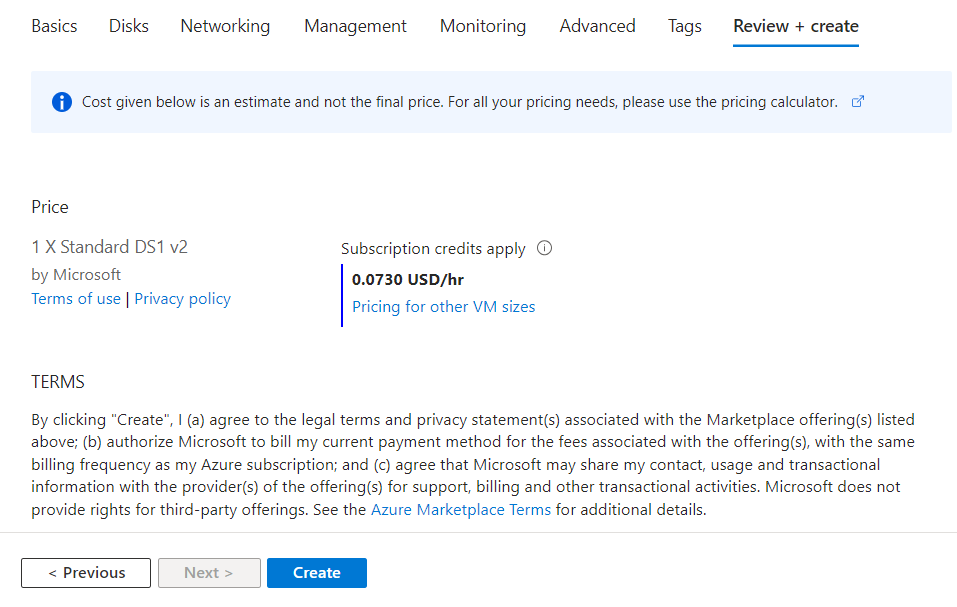 Basics Disks Networking Management Monitoring Advanced Tags Review + create
Cost given below is an estimate and not the final price. For all your pricing needs, please use the pricing calculator.
Price
1 X Standard DS1 v2
by Microsoft
Terms of use | Privacy policy
Subscription credits apply
0.0730 USD/hr
Pricing for other VM sizes
TERMS
By clicking "Create", I (a) agree to the legal terms and privacy statement(s) associated with the Marketplace offering(s) listed
above; (b) authorize Microsoft to bill my current payment method for the fees associated with the offering(s), with the same
billing frequency as my Azure subscription; and (c) agree that Microsoft may share my contact, usage and transactional
information with the provider(s) of the offering(s) for support, billing and other transactional activities. Microsoft does not
provide rights for third-party offerings. See the Azure Marketplace Terms for additional details.
< Previous Next > Create